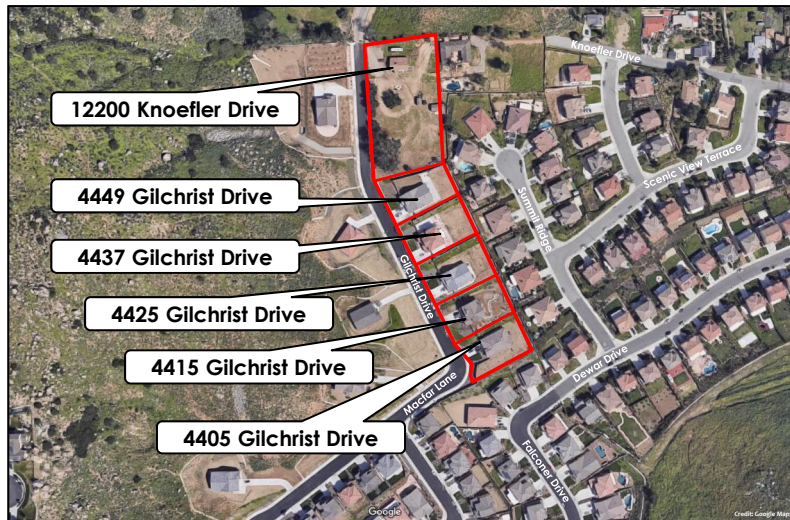 Knoefler Drive
12200 Knoefler Drive
Scenic View Terrace
4449 Gilchrist Drive
Summit Ridge
4437 Gilchrist Drive
Gilchrist Drive
4425 Gilchrist Drive
4415 Gilchrist Drive
Dewar Drive
Macfar Lane
4405 Gilchrist Drive
Falconer Drive
Google
Credit: Google Maps